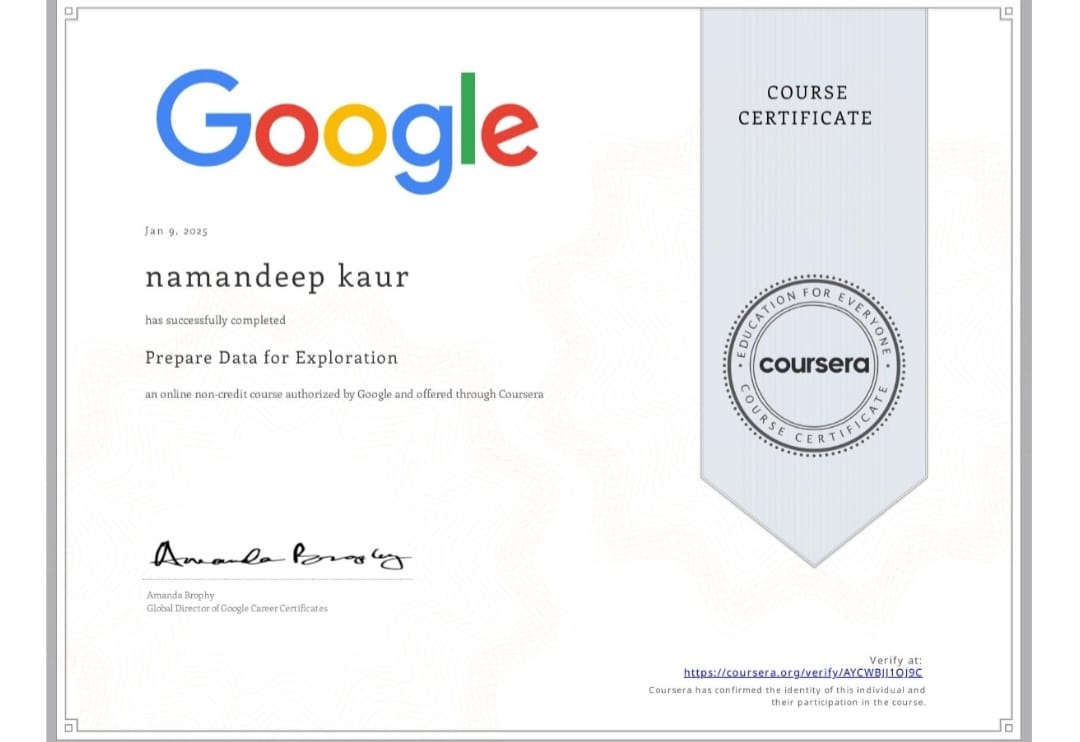 Google
COURSE
CERTIFICATE
Jan 9, 2025
namandeep kaur
has successfully completed
Prepare Data for Exploration
an online non-credit course authorized by Google and offered through Coursera
EDUCATION FOR EVERYONE
coursera
COURSE CERTIFICATE
Amanda Brophy
Amanda Brophy
Global Director of Google Career Certificates
Verify at:
https://coursera.org/verify/AYCWBJJ1OJ9C
Coursera has confirmed the identity of this individual and
their participation in the course.